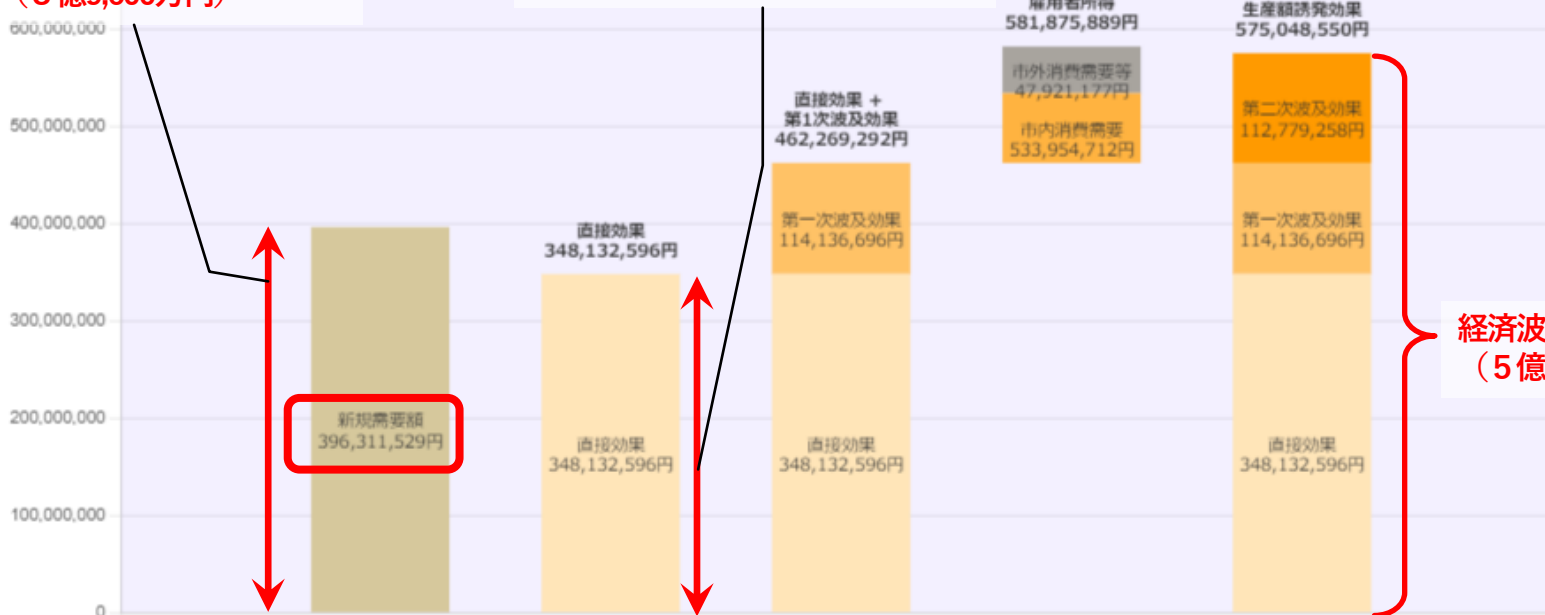 600,000,000
500,000,000
400,000,000
300,000,000
200,000,000
100,000,000
0
新規需要額
396,311,529円
直接効果
348,132,596円
直接効果
348,132,596円
直接効果 +
第1次波及効果
462,269,292円
第一次波及効果
114,136,696円
直接効果
348,132,596円
雇用者所得
581,875,889円
市外消費需要等
47,921,177円
市内消費需要
533,954,712円
生産額誘発効果
575,048,550円
第二次波及効果
112,779,258円
第一次波及効果
114,136,696円
直接効果
348,132,596円
経済波
（5億